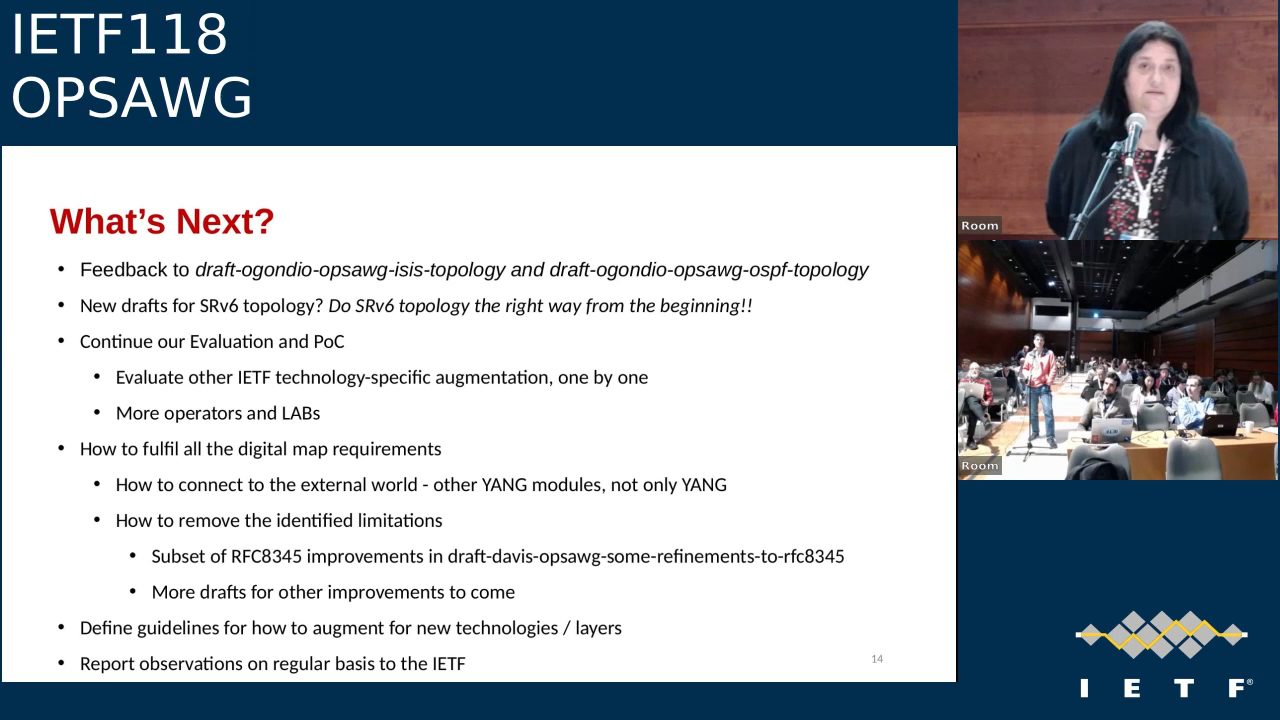 IETF118
OPSAWG
What's Next?
• Feedback to draft-ogondio-opsawg-isis-topology and draft-ogondio-opsawg-ospf-topology
• New drafts for SRv6 topology? Do SRv6 topology the right way from the beginning!!
• Continue our Evaluation and PoC
• Evaluate other IETF technology-specific augmentation, one by one
• More operators and LABs
• How to fulfil all the digital map requirements
• How to connect to the external world - other YANG modules, not only YANG
• How to remove the identified limitations
• Subset of RFC8345 improvements in draft-davis-opsawg-some-refinements-to-rfc8345
• More drafts for other improvements to come
• Define guidelines for how to augment for new technologies / layers
• Report observations on regular basis to the IETF
14
Room
Room
I E T F®